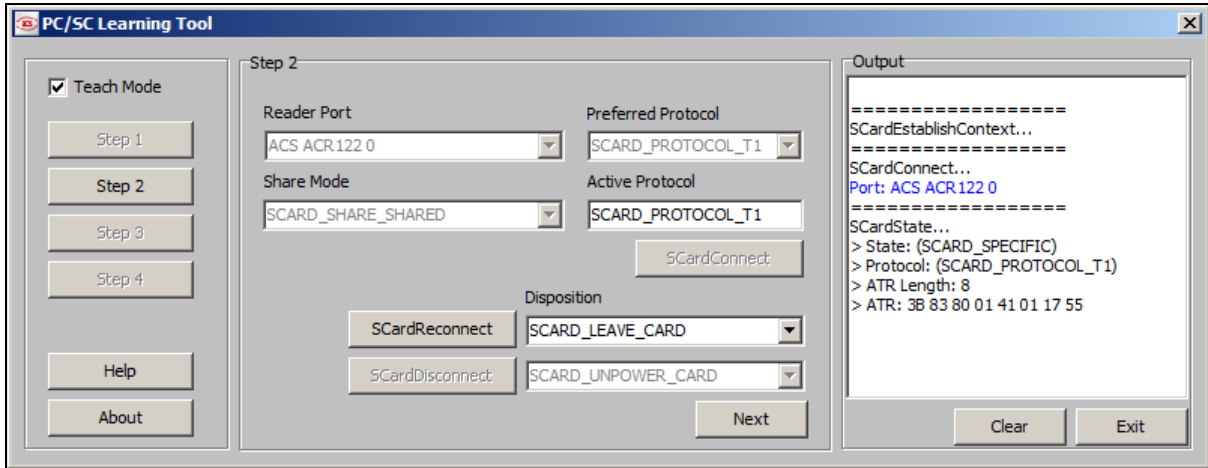 PC/SC Learning Tool
Teach Mode
Step 1
Step 2
Step 3
Step 4
Help
About
Step 2
Reader Port
ACS ACR122 0
Preferred Protocol
SCARD_PROTOCOL_T1
Share Mode
SCARD_SHARE_SHARED
Active Protocol
SCARD_PROTOCOL_T1
SCardConnect
Disposition
SCardReconnect
SCARD_LEAVE_CARD
SCardDisconnect
SCARD_UNPOWER_CARD
Next
Output
==================
SCardEstablishContext...
==================
SCardConnect...
Port: ACS ACR122 0
==================
SCardState...
> State: (SCARD_SPECIFIC)
> Protocol: (SCARD_PROTOCOL_T1)
> ATR Length: 8
> ATR: 3B 83 80 01 41 01 17 55
Clear
Exit